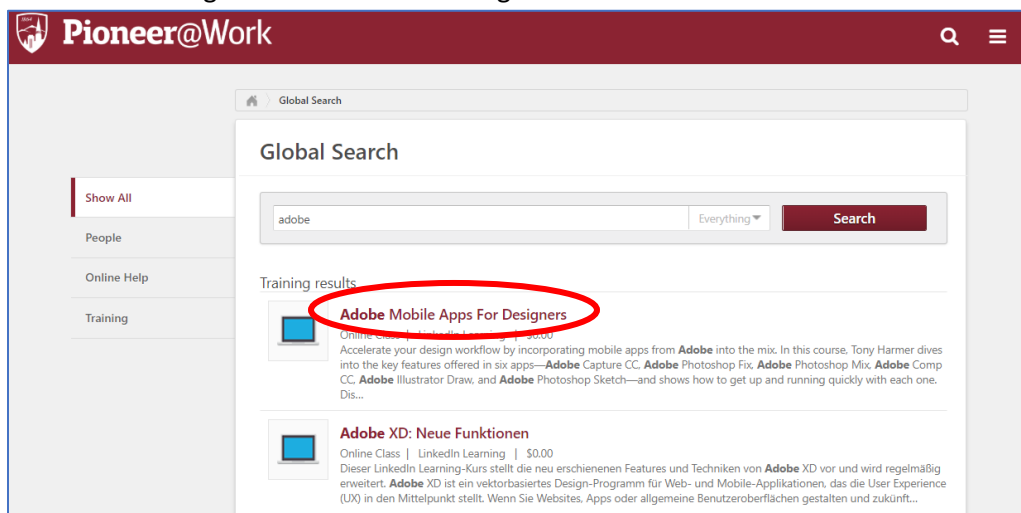 Pioneer@Work
Global Search
Global Search
Show All
People
Online Help
Training
adobe
Everything
Search
Training results
Adobe Mobile Apps For Designers
Online Class | LinkedIn Learning | $0.00
Accelerate your design workflow by incorporating mobile apps from Adobe into the mix. In this course, Tony Harmer dives
into the key features offered in six apps—Adobe Capture CC, Adobe Photoshop Fix, Adobe Photoshop Mix, Adobe Comp
CC, Adobe Illustrator Draw, and Adobe Photoshop Sketch—and shows how to get up and running quickly with each one.
Dis...
Adobe XD: Neue Funktionen
Online Class | LinkedIn Learning | $0.00
Dieser LinkedIn Learning-Kurs stellt die neu erschienenen Features und Techniken von Adobe XD vor und wird regelmäßig
erweitert. Adobe XD ist ein vektorbasiertes Design-Programm für Web- und Mobile-Applikationen, das die User Experience
(UX) in den Mittelpunkt stellt. Wenn Sie Websites, Apps oder allgemeine Benutzeroberflächen gestalten und zukünft...